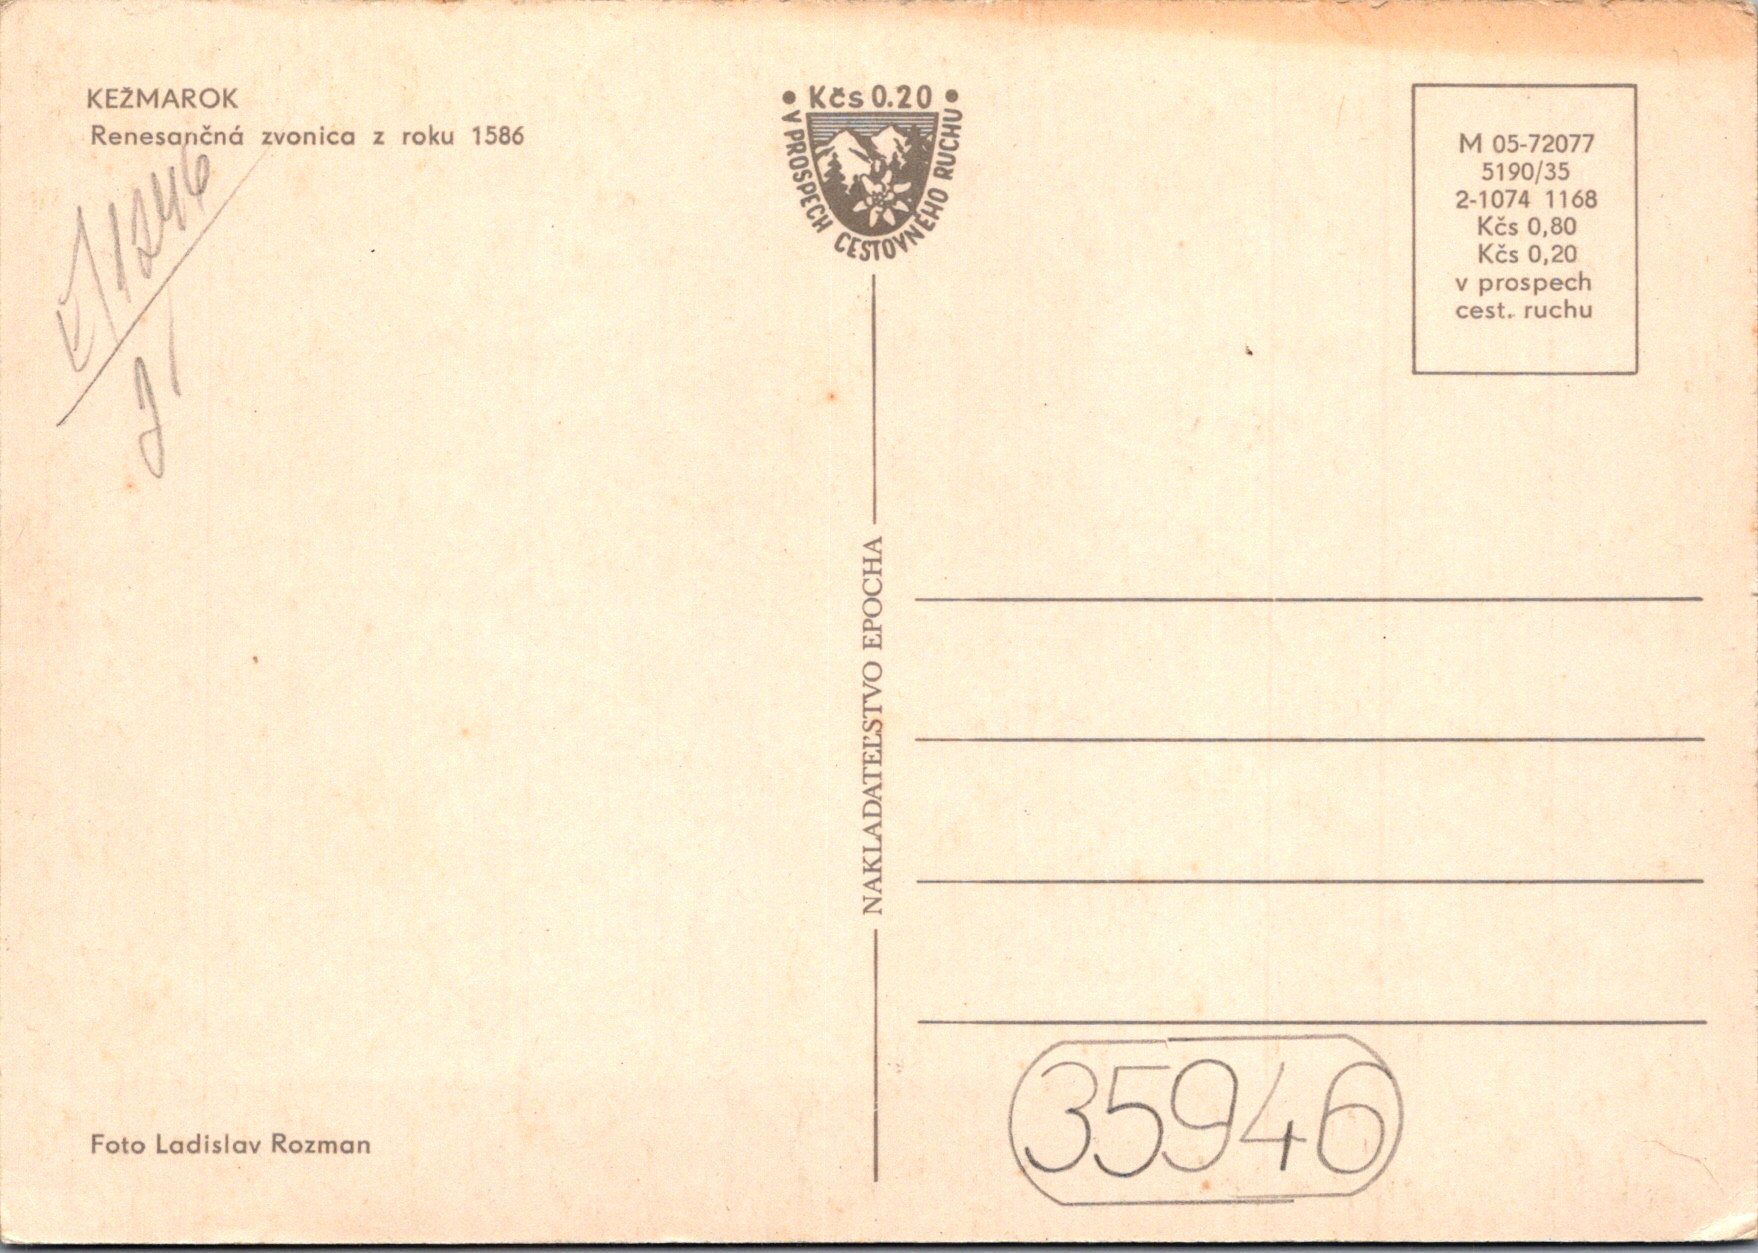 KEŽMAROK
Renesančná zvonica z roku 1586
• Kčs 0.20 •
V PROSPECH CESTOVNÉHO RUCHU
M 05-72077
5190/35
2-1074 1168
Kčs 0,80
Kčs 0,20
v prospech
cest. ruchu
NAKLADATEĽSTVO EPOCHA
Foto Ladislav Rozman
35946